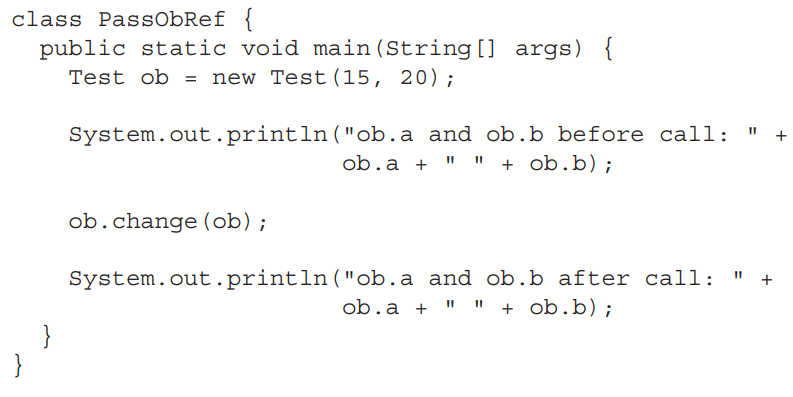 class PassObRef {
  public static void main(String[] args) {
    Test ob = new Test(15, 20);
    System.out.println("ob.a and ob.b before call: " +
                       ob.a + " " + ob.b);
    ob.change(ob);
    System.out.println("ob.a and ob.b after call: " +
                       ob.a + " " + ob.b);
  }
}